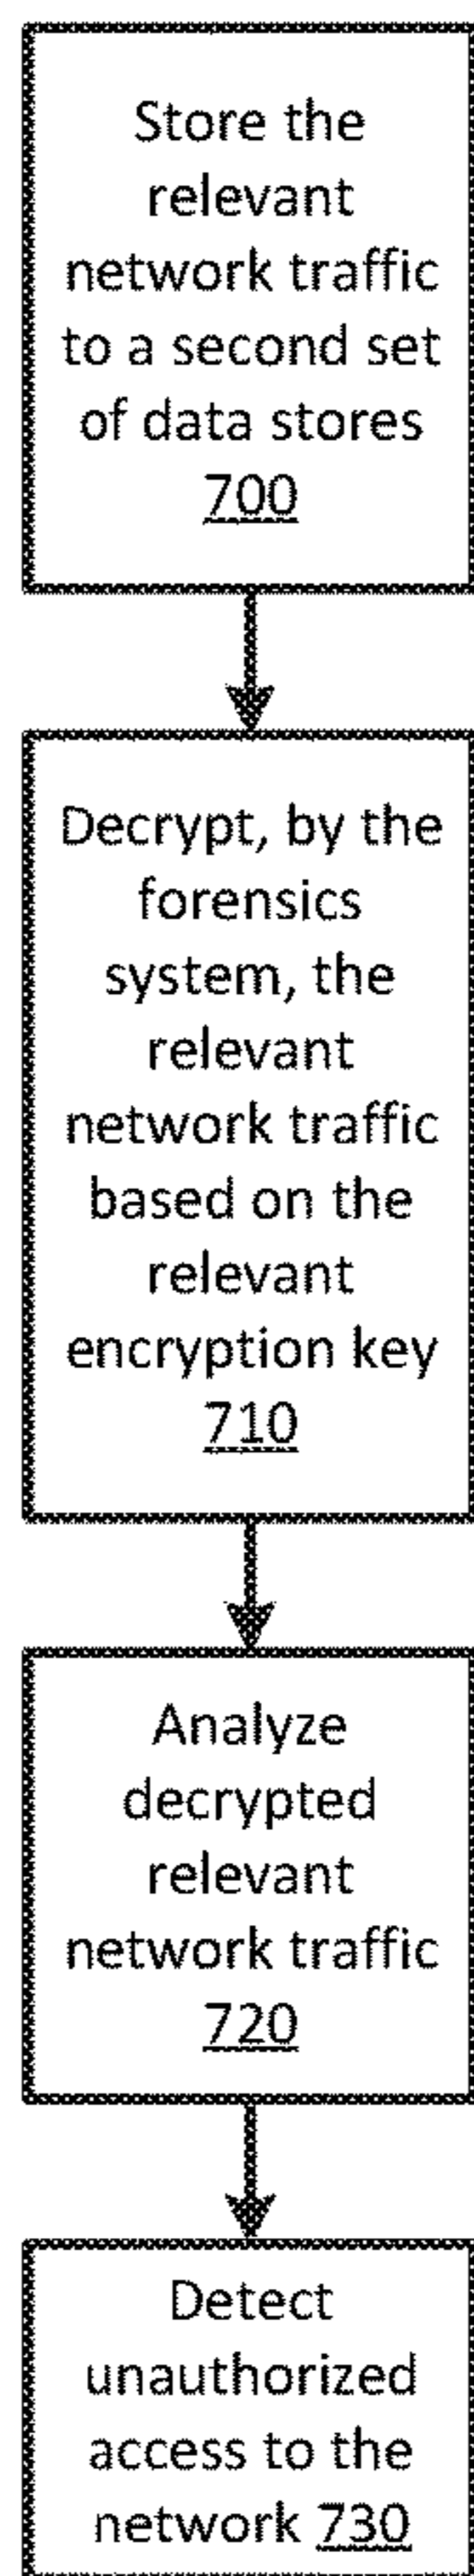 Store the
relevant
network traffic
to a second set
of data stores
700
Decrypt, by the
forensics
system, the
relevant
network traffic
based on the
relevant
encryption key
710
Analyze
decrypted
relevant
network traffic
720
Detect
unauthorized
access to the
network 730